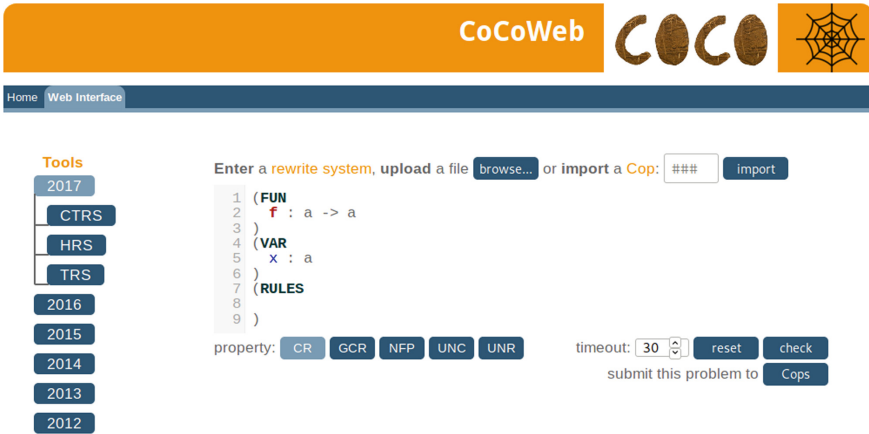 CoCoWeb
COCO
Home Web Interface
Tools
2017
CTRS
HRS
TRS
2016
2015
2014
2013
2012
Enter a rewrite system, upload a file browse... or import a Cop: ### import
1 (FUN
2 f : a -> a
3 )
4 (VAR
5 x : a
6 )
7 (RULES
8
9 )
property: CR GCR NFP UNC UNR
timeout: 30 reset check
submit this problem to Cops